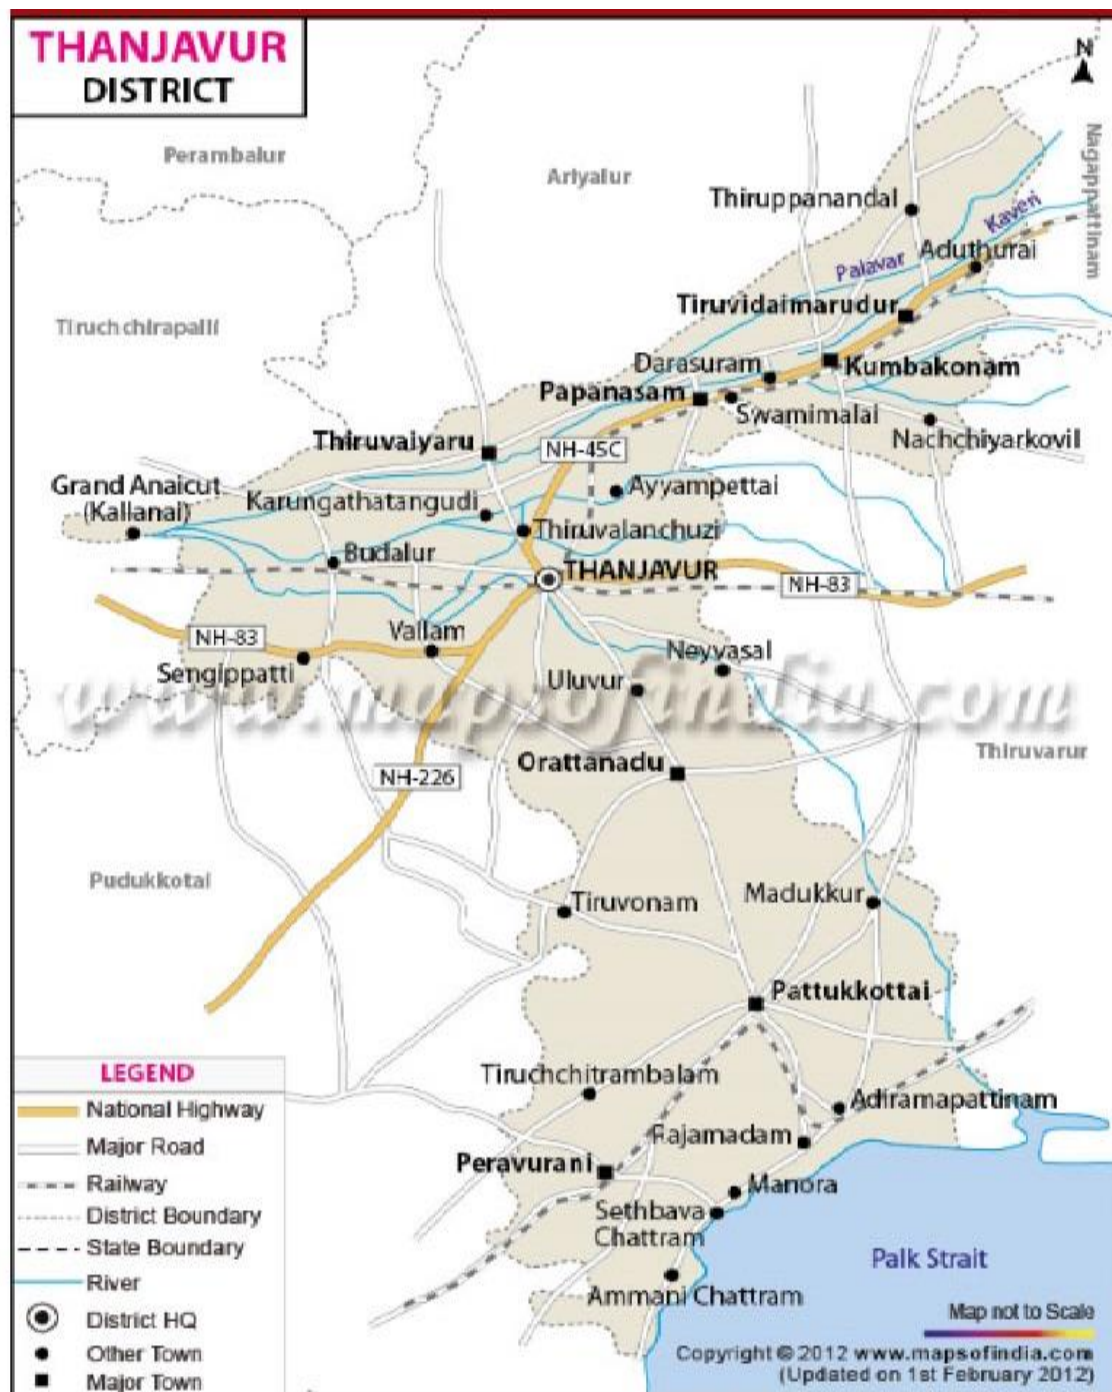 THANJAVUR
DISTRICT
N
Perambalur
Ariyalur
Nagappattinam
Thiruppanandal
Kaveri
Aduthurai
Palavar
Tiruchchirapalli
Tiruvidaimarudur
Darasuram
Kumbakonam
Papanasam
Swamimalai
Thiruvaiyaru
NH-45C
Nachchiyarkovil
Grand Anaicut
(Kallanai)
Karungathatangudi
Ayyampettai
Thiruvalanchuzi
Budalur
THANJAVUR
NH-83
NH-83
Vallam
Sengippatti
Neyvasal
Uluvur
www.mapsofindia.com
Thiruvarur
Orattanadu
NH-226
Pudukkotai
Tiruvonam
Madukkur
Pattukkottai
Tiruchchitrambalam
Adiramapattinam
Rajamadam
Peravurani
Manora
Sethbava
Chattram
Ammani Chattram
Palk Strait
LEGEND
National Highway
Major Road
Railway
District Boundary
State Boundary
River
District HQ
Other Town
Major Town
Map not to Scale
Copyright © 2012 www.mapsofindia.com
(Updated on 1st February 2012)